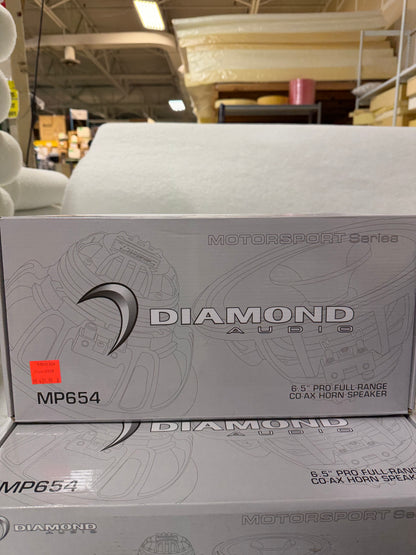 MOTORSPORT Series
DIAMOND
AUDIO
6.5" PRO FULL-RANGE
CO-AX HORN SPEAKER
MP654
DIAMOND
AUDIO
6.5" PRO FULL-RANG
CO-AX HORN SPEAK
MP654
MOTORSPORT Se
DIAMOND
AUDIO